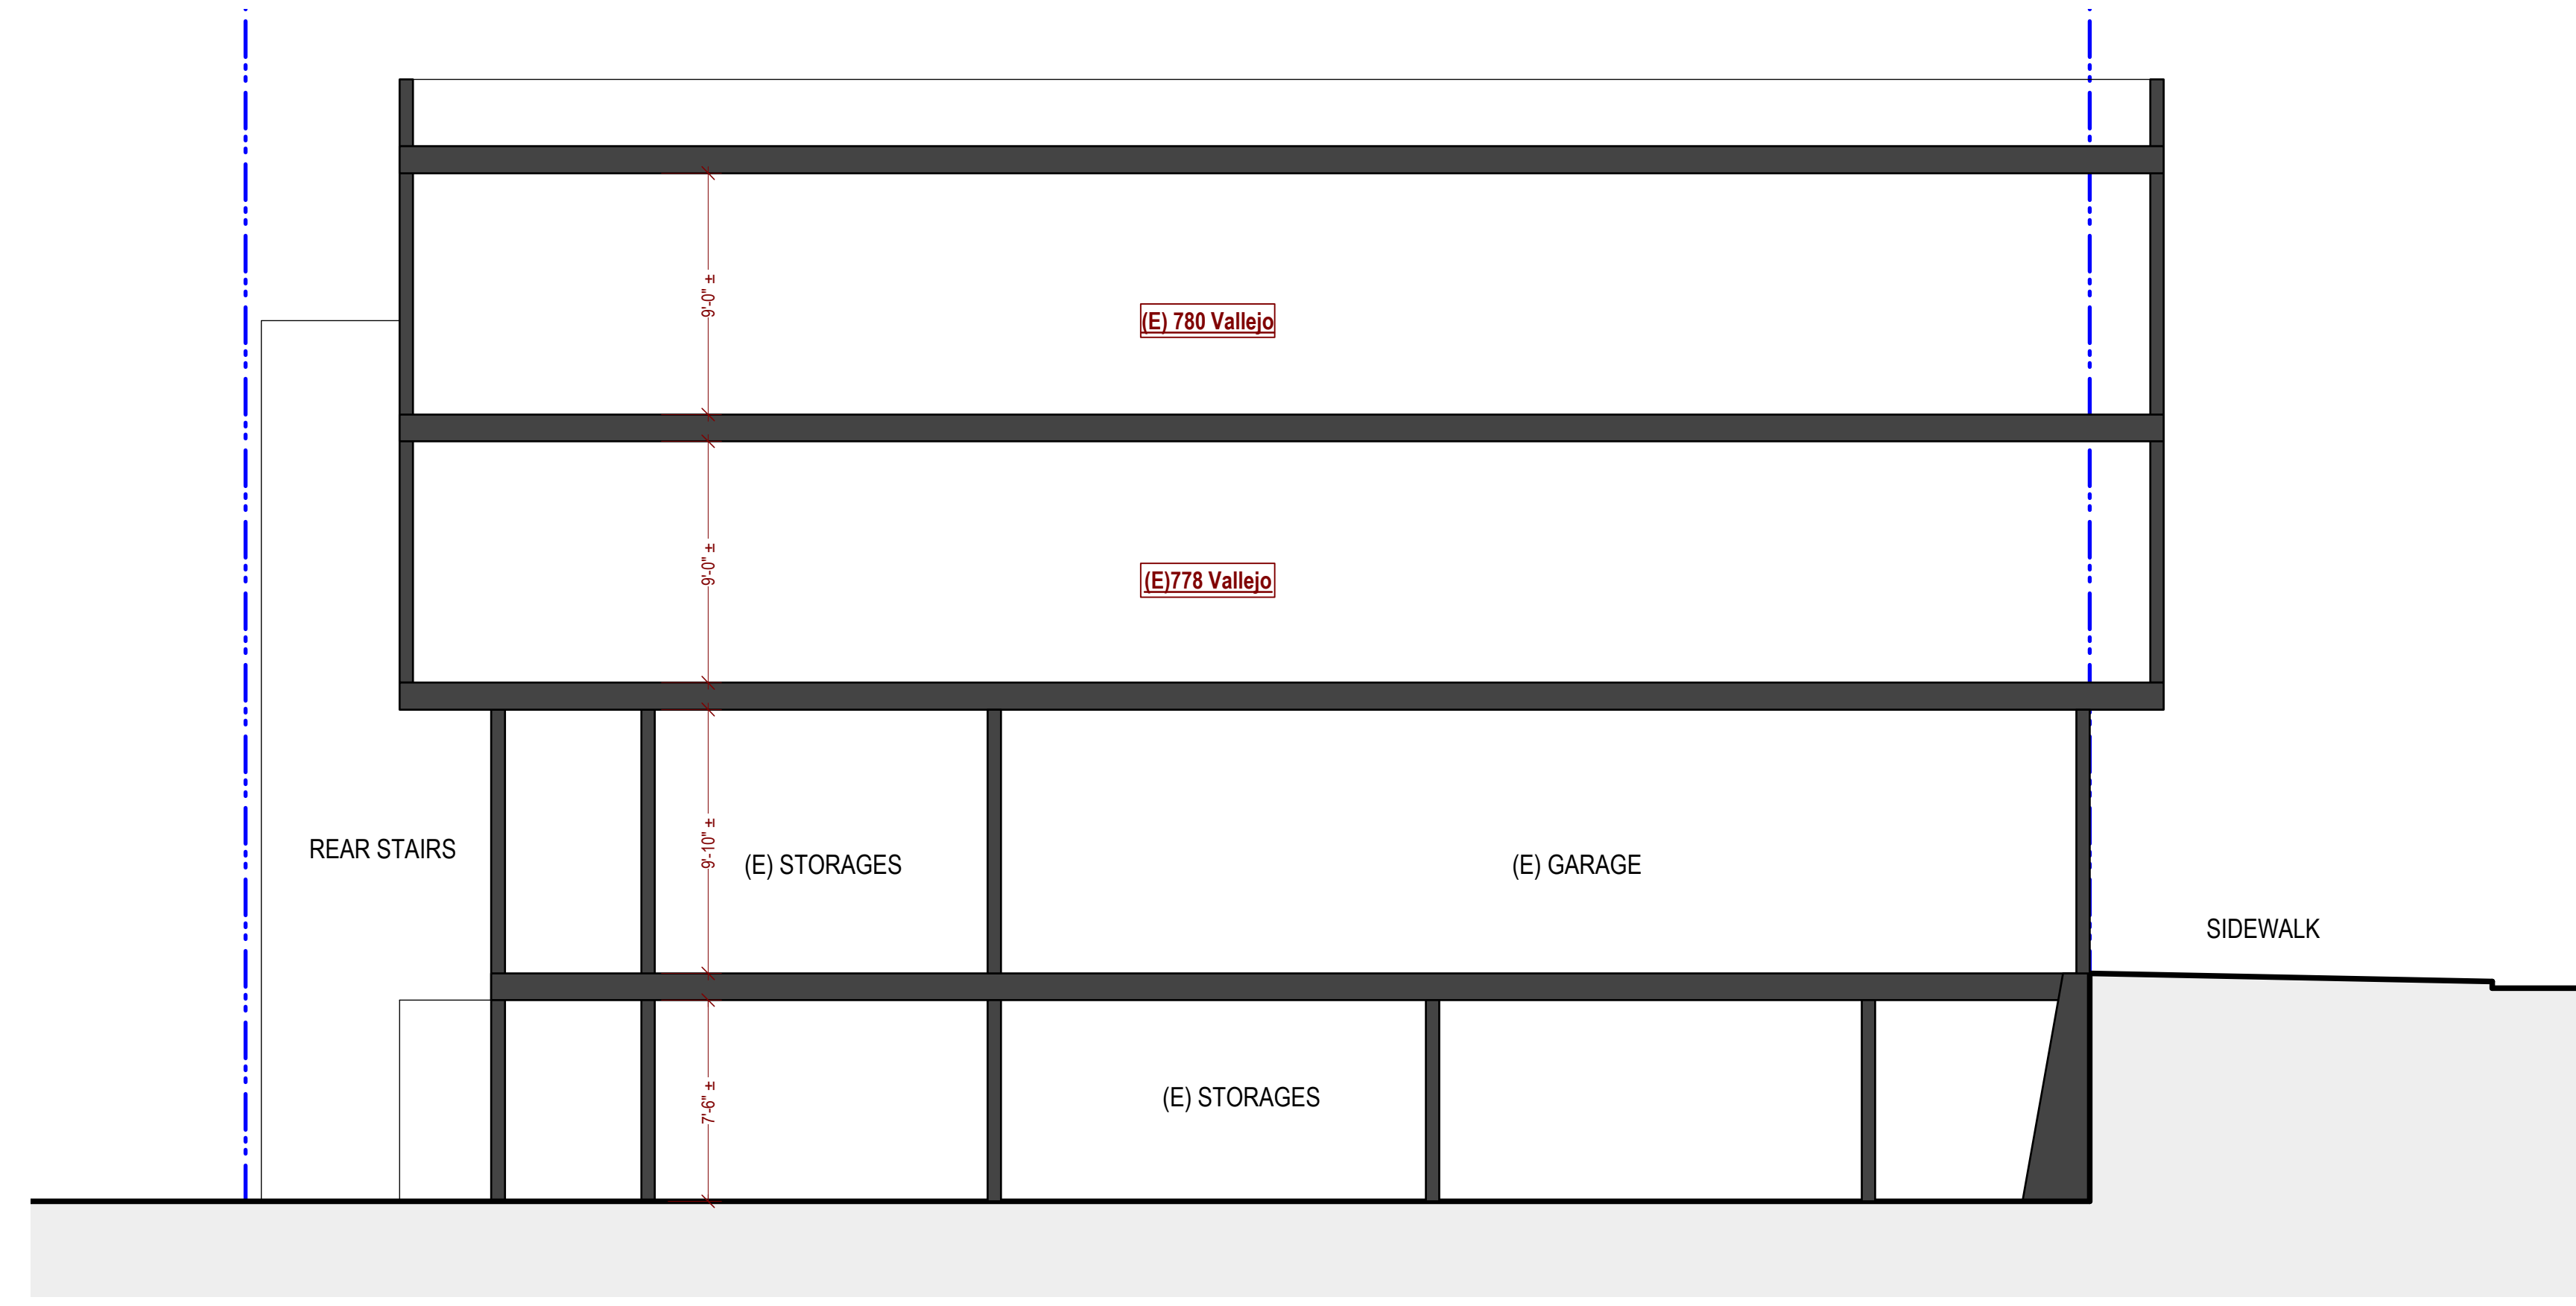 9'-0" ±
(E) 780 Vallejo
9'-0" ±
(E)778 Vallejo
9'-10" ±
REAR STAIRS
(E) STORAGES
(E) GARAGE
SIDEWALK
7'-6" ±
(E) STORAGES